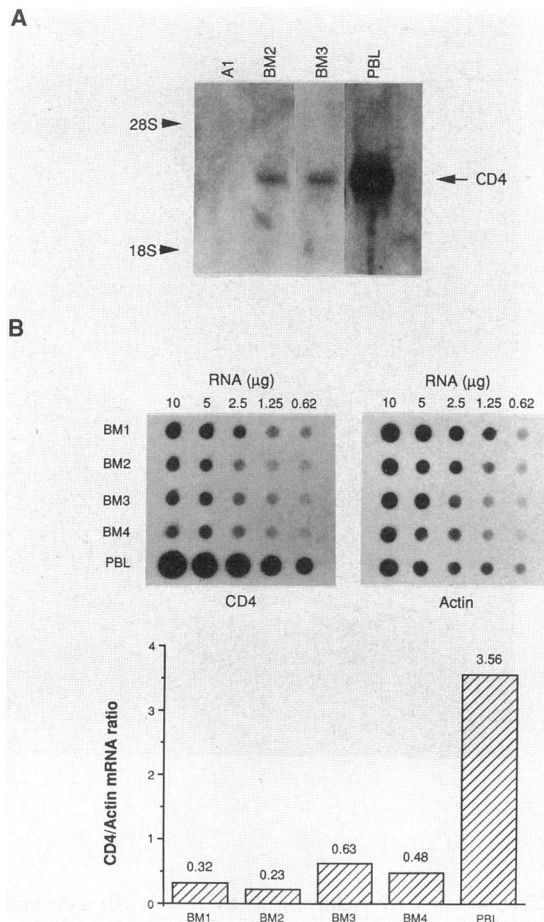 A
A1 BM2 BM3 PBL
28S
CD4
18S
B
RNA (μg) RNA (μg)
10 5 2.5 1.25 0.62 10 5 2.5 1.25 0.62
BM1
BM2
BM3
BM4
PBL
CD4 Actin
CD4/Actin mRNA ratio
4
3
2
1
0
0.32
0.23
0.63
0.48
3.56
BM1 BM2 BM3 BM4 PBL